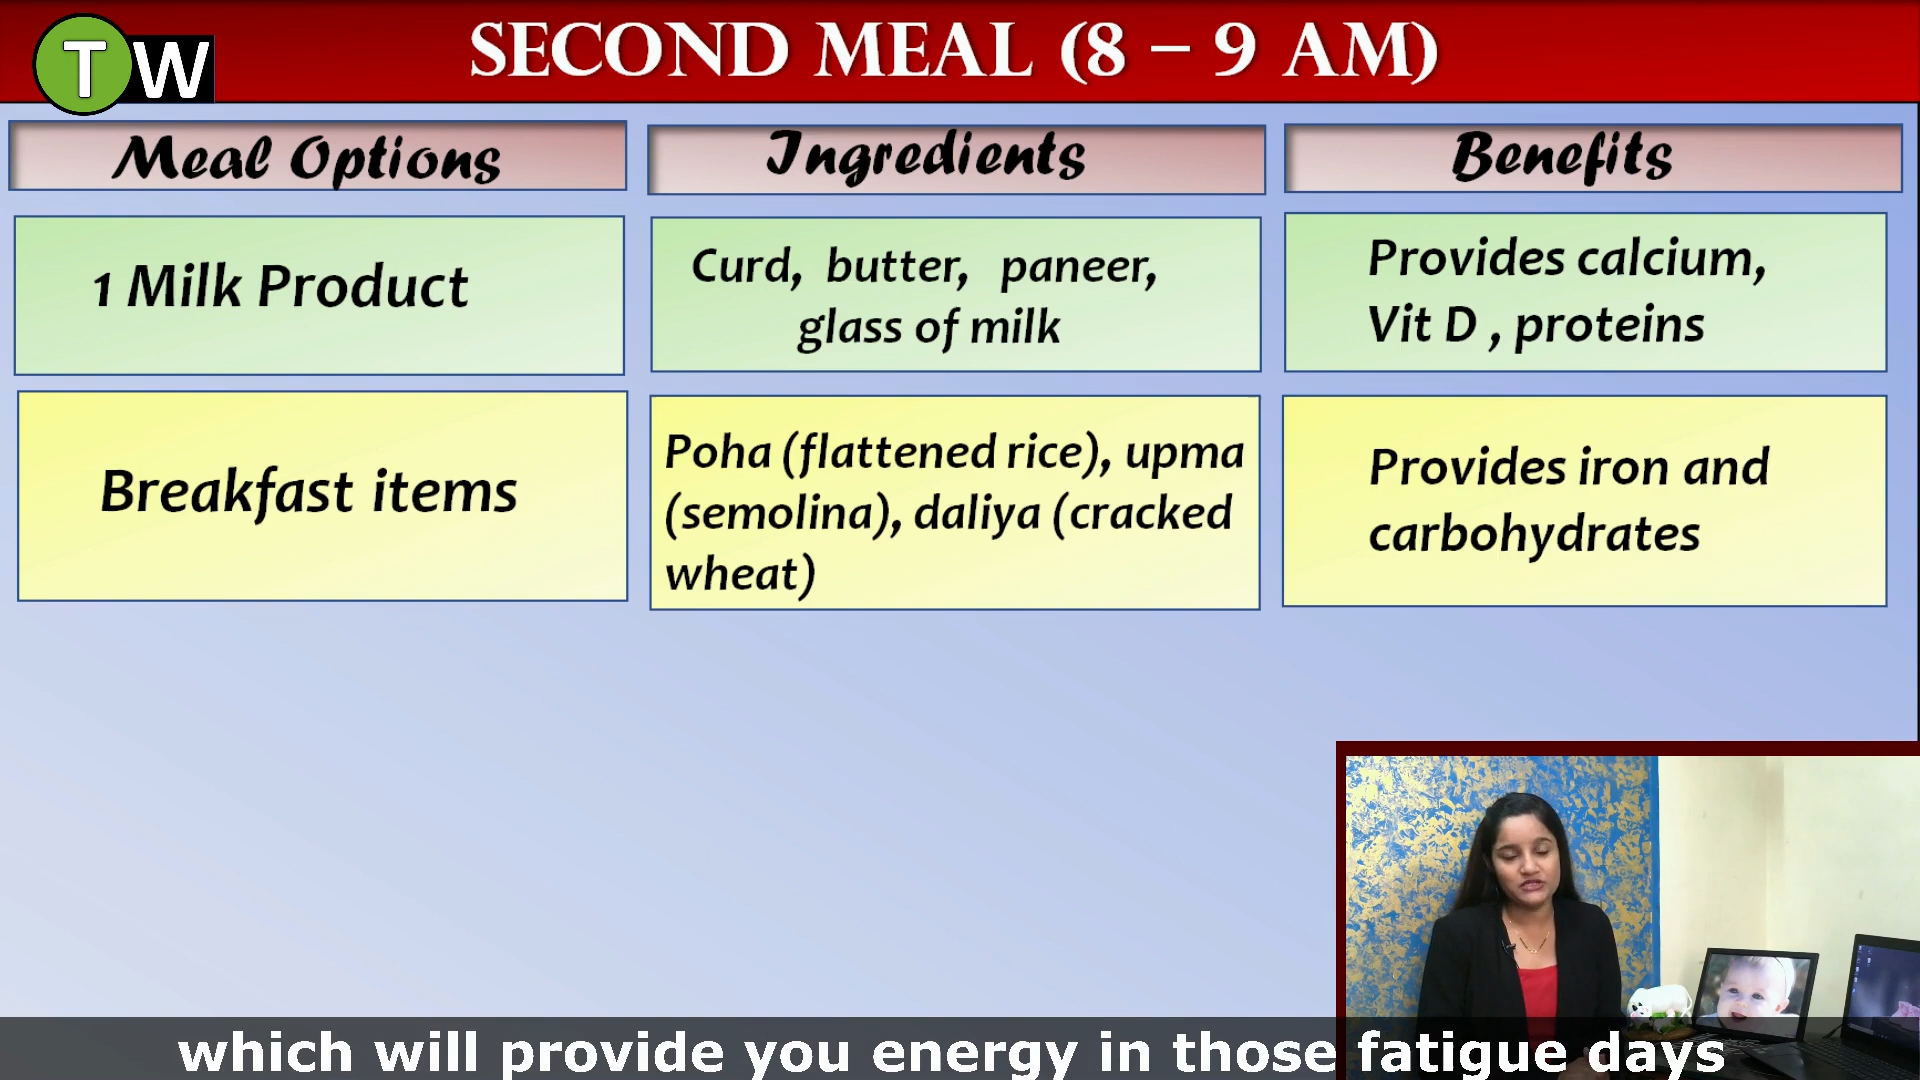 TW
SECOND MEAL (8 – 9 AM)
Meal Options
Ingredients
Benefits
1 Milk Product
Curd, butter, paneer,
glass of milk
Provides calcium,
Vit D , proteins
Breakfast items
Poha (flattened rice), upma
(semolina), daliya (cracked
wheat)
Provides iron and
carbohydrates
which will provide you energy in those fatigue days